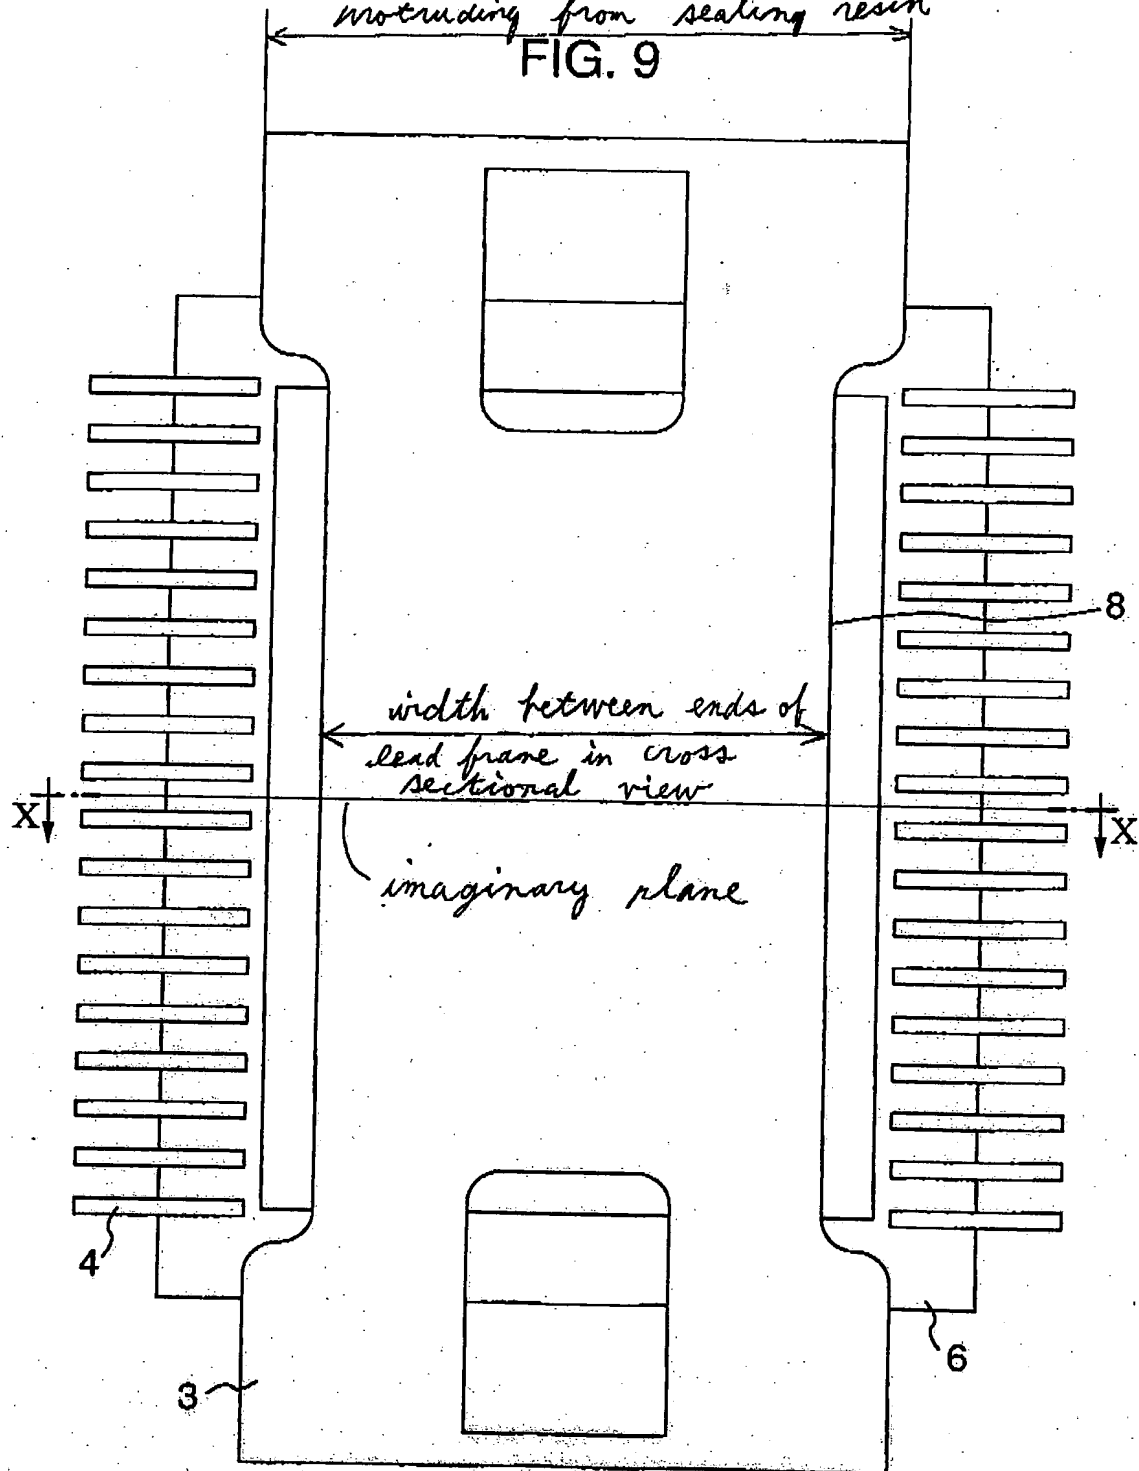 protruding from sealing resin
FIG. 9
8
width between ends of
lead frame in cross
sectional view
X
X
imaginary plane
4
6
3